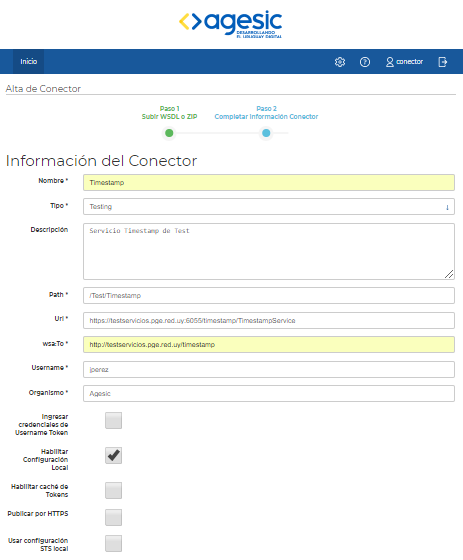 agesic
DESARROLLANDO
EL URUGUAY DIGITAL
Inicio
conector
Alta de Conector
Paso 1
Subir WSDL o ZIP
Paso 2
Completar Información Conector
Información del Conector
Nombre *
Timestamp
Tipo *
Testing
Descripción
Servicio Timestamp de Test
Path *
/Test/Timestamp
Url *
https://testservicios.pge.red.uy:6055/timestamp/TimestampService
wsa:To *
http://testservicios.pge.red.uy/timestamp
Username *
jperez
Organismo *
Agesic
Ingresar
credenciales de
Username Token
Habilitar
Configuración
Local
Habilitar caché de
Tokens
Publicar por HTTPS
Usar configuración
STS local